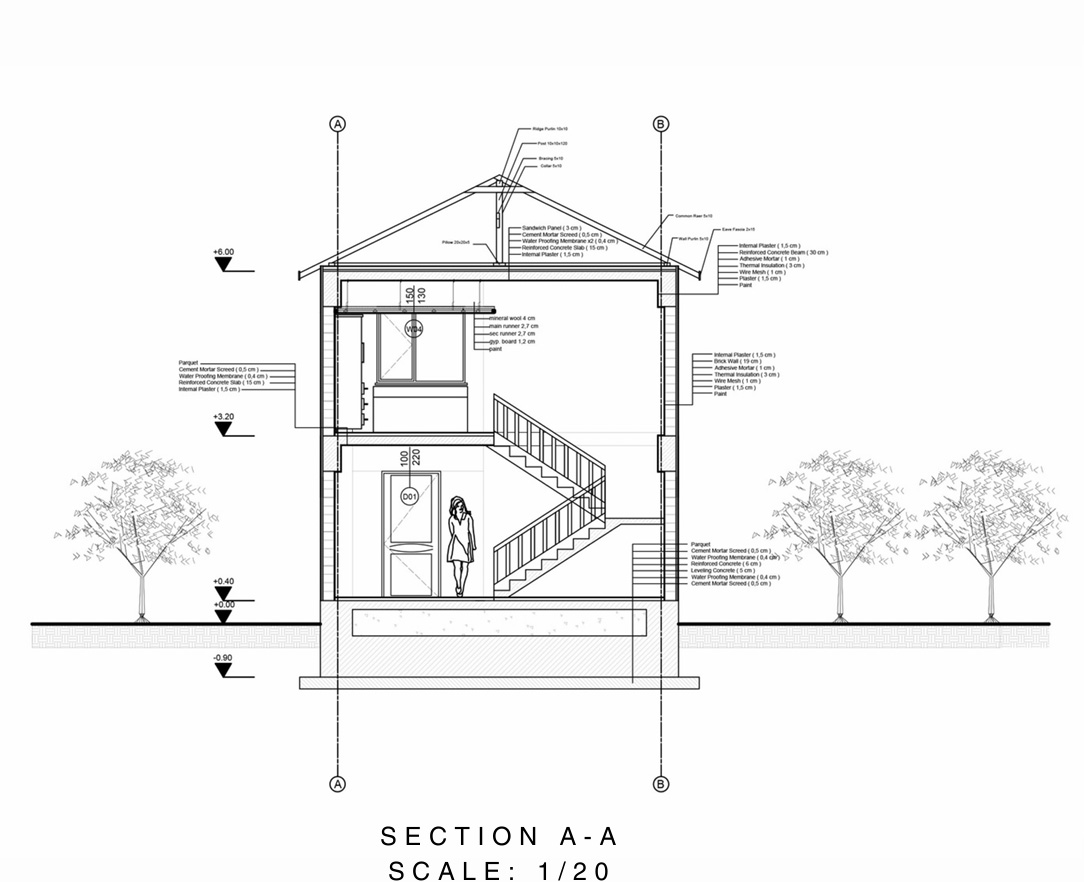 A
B
Ridge Purlin 10x10
Post 10x10x120
Bracing 5x10
Collar 5x10
Common Raer 5x10
Eave Fascia 2x10
Wall Purlin 5x10
Pillow 20x20x5
Sandwich Panel ( 3 cm )
Cement Mortar Screed ( 0,5 cm )
Water Proofing Membrane x2 ( 0,4 cm )
Reinforced Concrete Slab ( 15 cm )
Internal Plaster ( 1,5 cm )
Internal Plaster ( 1,5 cm )
Reinforced Concrete Beam ( 30 cm )
Adhesive Mortar ( 1 cm )
Thermal Insulation ( 3 cm )
Wire Mesh ( 1 cm )
Plaster ( 1,5 cm )
Paint
+6.00
150
130
W04
mineral wool 4 cm
main runner 2,7 cm
sec runner 2,7 cm
gyp. board 1,2 cm
paint
Parquet
Cement Mortar Screed ( 0,5 cm )
Water Proofing Membrane ( 0,4 cm )
Reinforced Concrete Slab ( 15 cm )
Internal Plaster ( 1,5 cm )
Internal Plaster ( 1,5 cm )
Brick Wall ( 19 cm )
Adhesive Mortar ( 1 cm )
Thermal Insulation ( 3 cm )
Wire Mesh ( 1 cm )
Plaster ( 1,5 cm )
Paint
+3.20
100
220
D01
Parquet
Cement Mortar Screed ( 0,5 cm )
Water Proofing Membrane ( 0,4 cm )
Reinforced Concrete ( 6 cm )
Leveling Concrete ( 5 cm )
Water Proofing Membrane ( 0,4 cm )
Cement Mortar Screed ( 0,5 cm )
+0.40
+0.00
-0.90
A
B
SECTION A-A
SCALE: 1/20